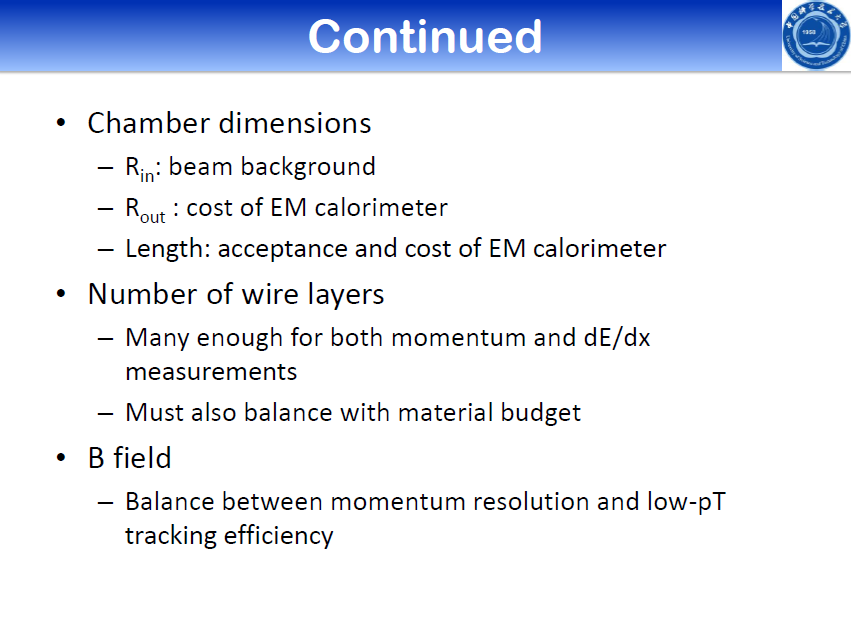 Continued
1958
• Chamber dimensions
– Rin: beam background
– Rout : cost of EM calorimeter
– Length: acceptance and cost of EM calorimeter
• Number of wire layers
– Many enough for both momentum and dE/dx
measurements
– Must also balance with material budget
• B field
– Balance between momentum resolution and low-pT
tracking efficiency